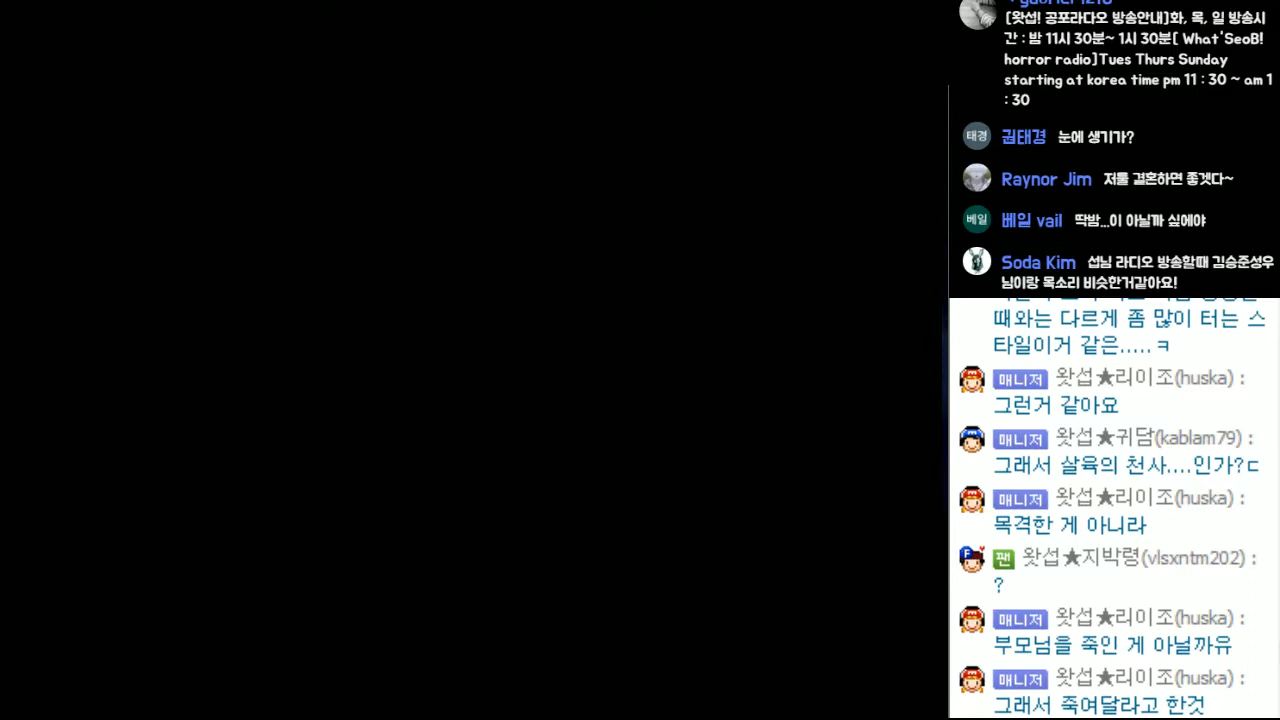 [왓섭! 공포라디오 방송안내]화, 목, 일 방송시
간 : 밤 11시 30분~ 1시 30분[ What'SeoB!
horror radio]Tues Thurs Sunday
starting at korea time pm 11 : 30 ~ am 1
: 30
태경 권태경 눈에 생기가?
Raynor Jim 저둘 결혼하면 좋겟다~
베일 베일 vail 딱밤...이 아닐까 싶에야
Soda Kim 섭님 라디오 방송할때 김승준성우
님이랑 목소리 비슷한거같아요!
때와는 다르게 좀 많이 터는 스
타일이거 같은.....ㅋ
매니저 왓섭★리이조(huska) :
그런거 같아요
매니저 왓섭★귀담(kablam79) :
그래서 살육의 천사....인가?ㄷ
매니저 왓섭★리이조(huska) :
목격한 게 아니라
팬 왓섭★지박령(vlsxntm202) :
?
매니저 왓섭★리이조(huska) :
부모님을 죽인 게 아닐까유
매니저 왓섭★리이조(huska) :
그래서 죽여달라고 한것